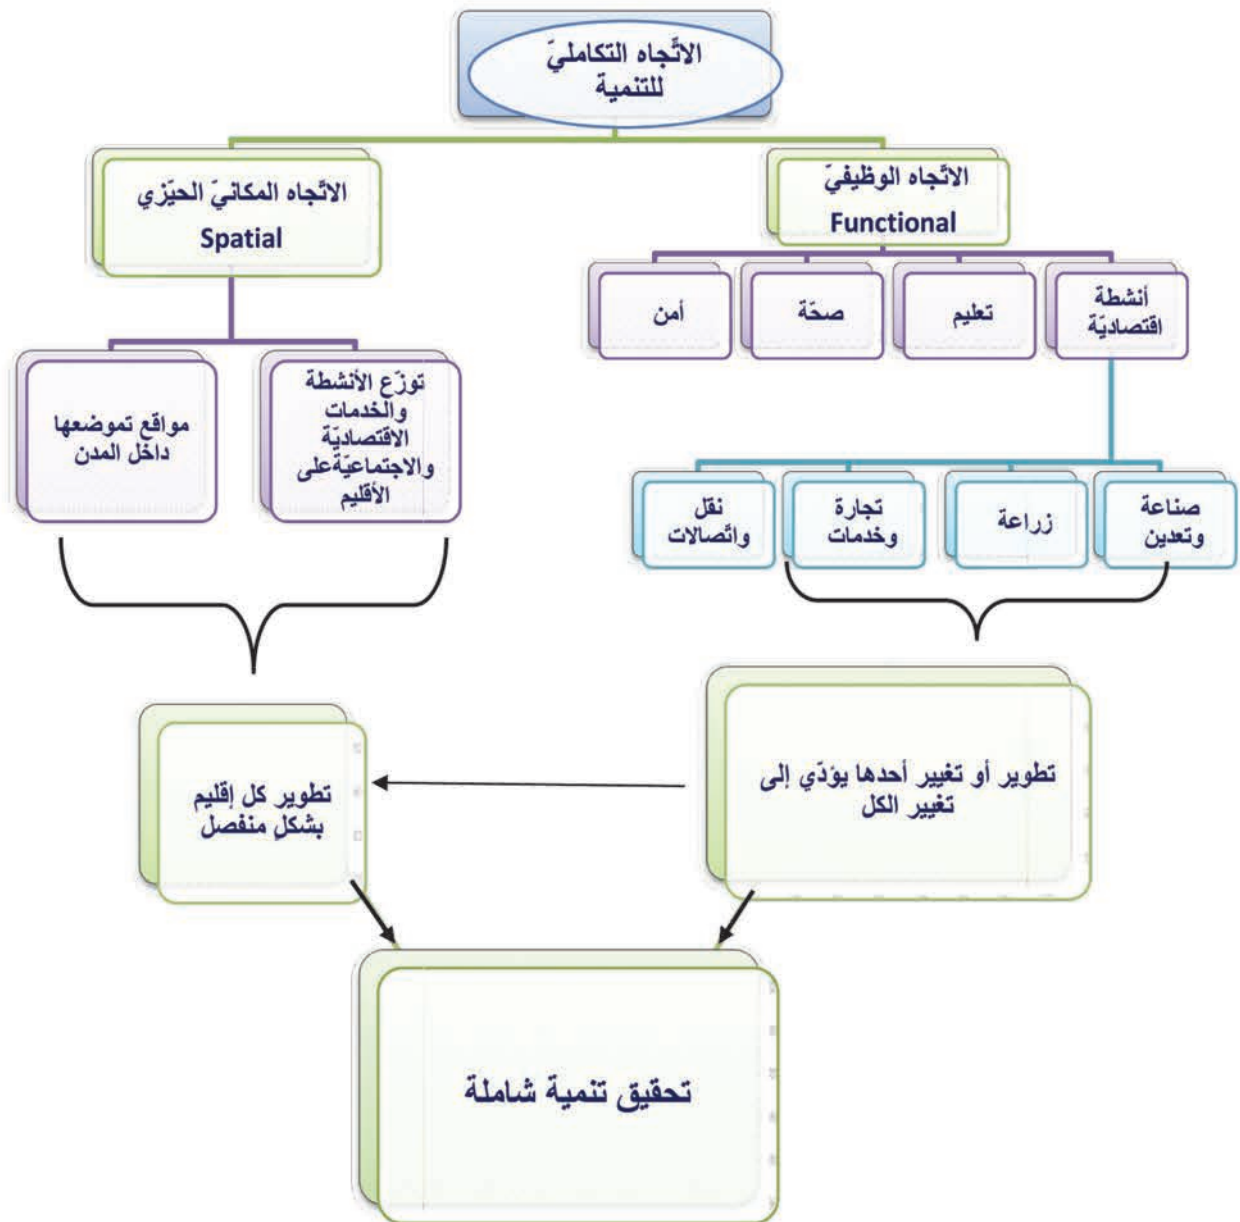 الاتّجاه التكامليّ
للتنمية
الاتّجاه الوظيفيّ
Functional
الاتّجاه المكانيّ الحيّزي
Spatial
أنشطة
اقتصاديّة
تعليم
صحّة
أمن
توزّع الأنشطة
والخدمات
الاقتصاديّة
والاجتماعيّة على
الأقليم
مواقع تموضعها
داخل المدن
صناعة
وتعدين
زراعة
تجارة
وخدمات
نقل
واتّصالات
تطوير أو تغيير أحدها يؤدّي إلى
تغيير الكل
تطوير كل إقليم
بشكلٍ منفصل
تحقيق تنمية شاملة